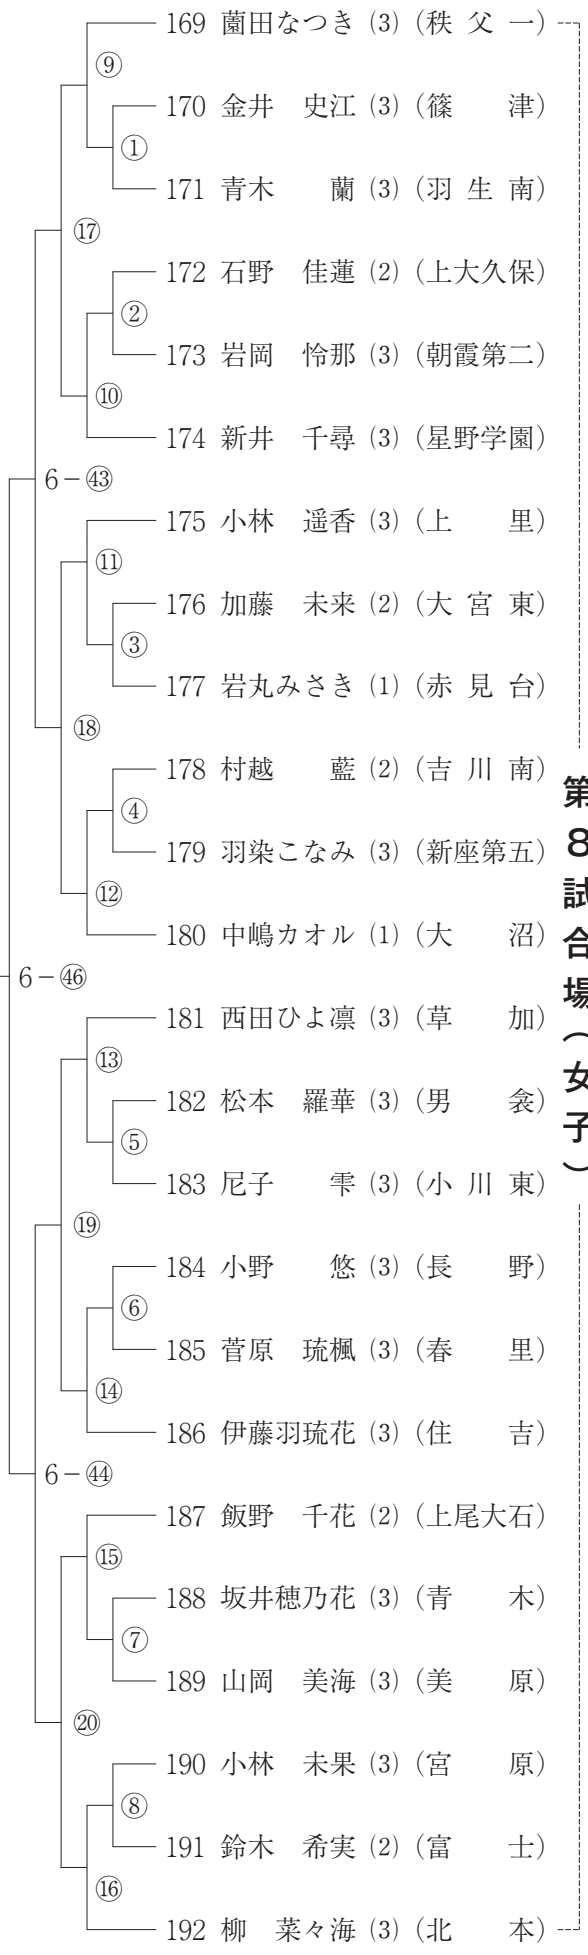 169 薗田なつき (3) (秩父一)
⑨
170 金井　史江 (3) (篠　　津)
①
171 青木　　蘭 (3) (羽生南)
⑰
172 石野　佳蓮 (2) (上大久保)
②
173 岩岡　怜那 (3) (朝霞第二)
⑩
174 新井　千尋 (3) (星野学園)
6－㊸
175 小林　遥香 (3) (上　　里)
⑪
176 加藤　未来 (2) (大宮東)
③
177 岩丸みさき (1) (赤見台)
⑱
178 村越　　藍 (2) (吉川南)
④
179 羽染こなみ (3) (新座第五)
⑫
180 中嶋カオル (1) (大　　沼)
6－㊻
181 西田ひよ凛 (3) (草　　加)
⑬
182 松本　羅華 (3) (男　　衾)
⑤
183 尼子　　雫 (3) (小川東)
⑲
184 小野　　悠 (3) (長　　野)
⑥
185 菅原　琉楓 (3) (春　　里)
⑭
186 伊藤羽琉花 (3) (住　　吉)
6－㊹
187 飯野　千花 (2) (上尾大石)
⑮
188 坂井穂乃花 (3) (青　　木)
⑦
189 山岡　美海 (3) (美　　原)
⑳
190 小林　未果 (3) (宮　　原)
⑧
191 鈴木　希実 (2) (富　　士)
⑯
192 柳　菜々海 (3) (北　　本)
第８試合場（女子）